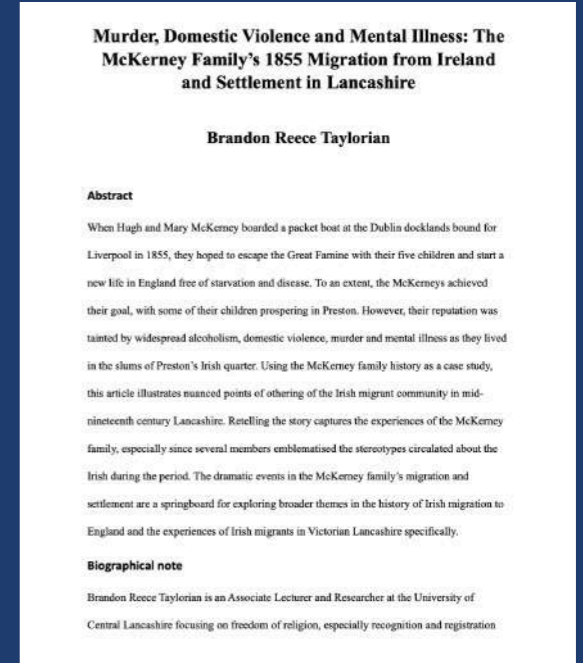 Murder, Domestic Violence and Mental Illness: The
McKerney Family's 1855 Migration from Ireland
and Settlement in Lancashire
Brandon Reece Taylorian
Abstract
When Hugh and Mary McKerney boarded a packet boat at the Dublin docklands bound for
Liverpool in 1855, they hoped to escape the Great Famine with their five children and start a
new life in England free of starvation and disease. To an extent, the McKerneys achieved
their goal, with some of their children prospering in Preston. However, their reputation was
tainted by widespread alcoholism, domestic violence, murder and mental illness as they lived
in the slums of Preston's Irish quarter. Using the McKerney family history as a case study,
this article illustrates nuanced points of othering of the Irish migrant community in mid-
nineteenth century Lancashire. Retelling the story captures the experiences of the McKerney
family, especially since several members emblematised the stereotypes circulated about the
Irish during the period. The dramatic events in the McKerney family's migration and
settlement are a springboard for exploring broader themes in the history of Irish migration to
England and the experiences of Irish migrants in Victorian Lancashire specifically.
Biographical note
Brandon Reece Taylorian is an Associate Lecturer and Researcher at the University of
Central Lancashire focusing on freedom of religion, especially recognition and registration